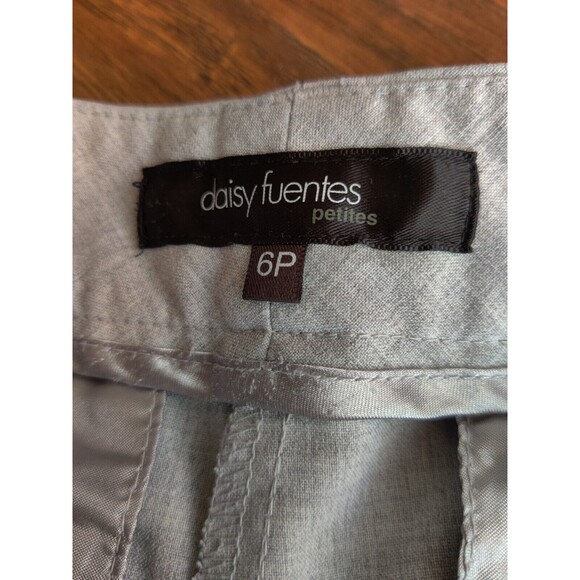 daisy fuentes
petites
6P